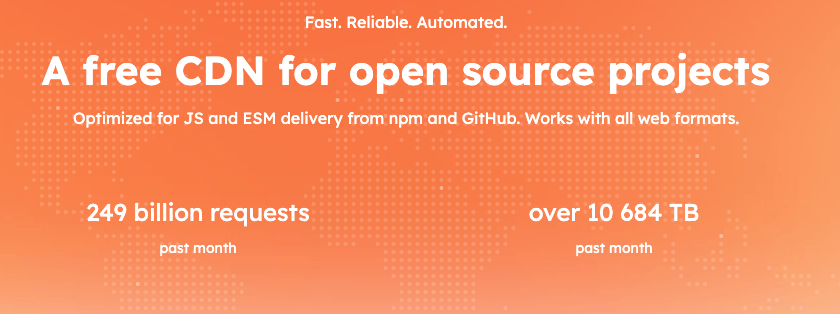 Fast. Reliable. Automated.
A free CDN for open source projects
Optimized for JS and ESM delivery from npm and GitHub. Works with all web formats.
249 billion requests
past month
over 10 684 TB
past month